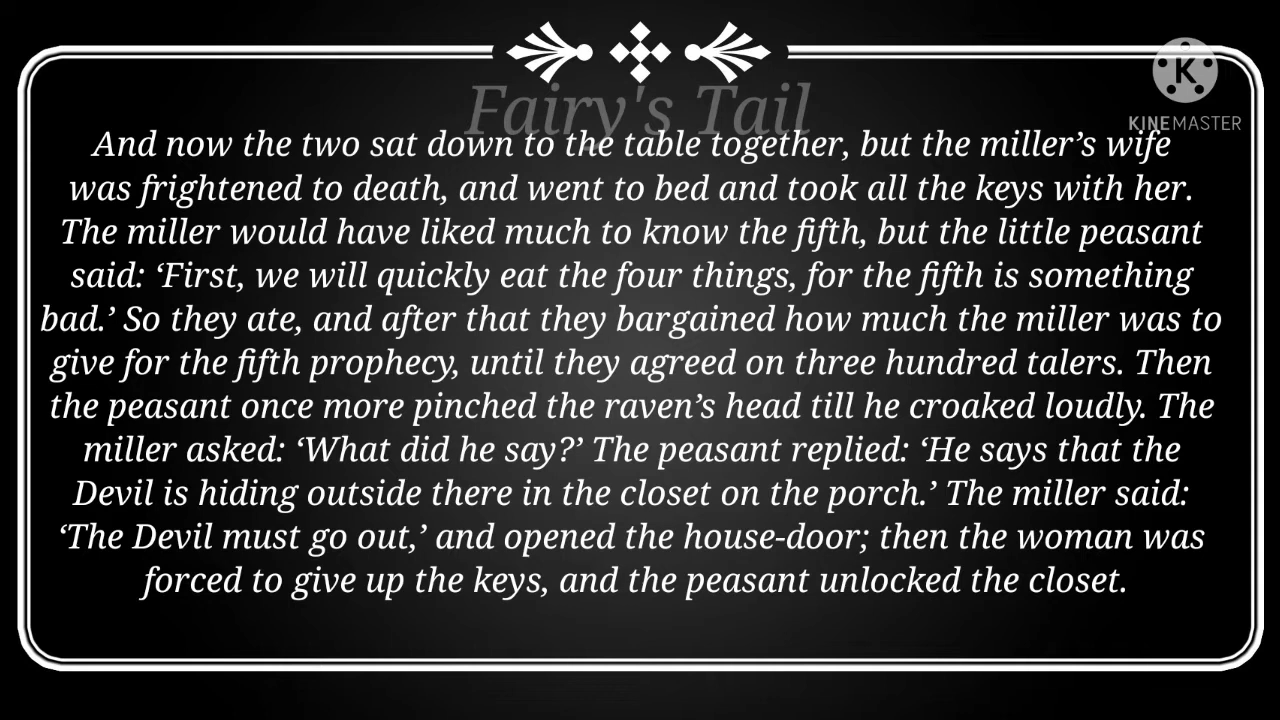 Fairy's Tail
KINEMASTER
And now the two sat down to the table together, but the miller’s wife
was frightened to death, and went to bed and took all the keys with her.
The miller would have liked much to know the fifth, but the little peasant
said: ‘First, we will quickly eat the four things, for the fifth is something
bad.’ So they ate, and after that they bargained how much the miller was to
give for the fifth prophecy, until they agreed on three hundred talers. Then
the peasant once more pinched the raven’s head till he croaked loudly. The
miller asked: ‘What did he say?’ The peasant replied: ‘He says that the
Devil is hiding outside there in the closet on the porch.’ The miller said:
‘The Devil must go out,’ and opened the house-door; then the woman was
forced to give up the keys, and the peasant unlocked the closet.